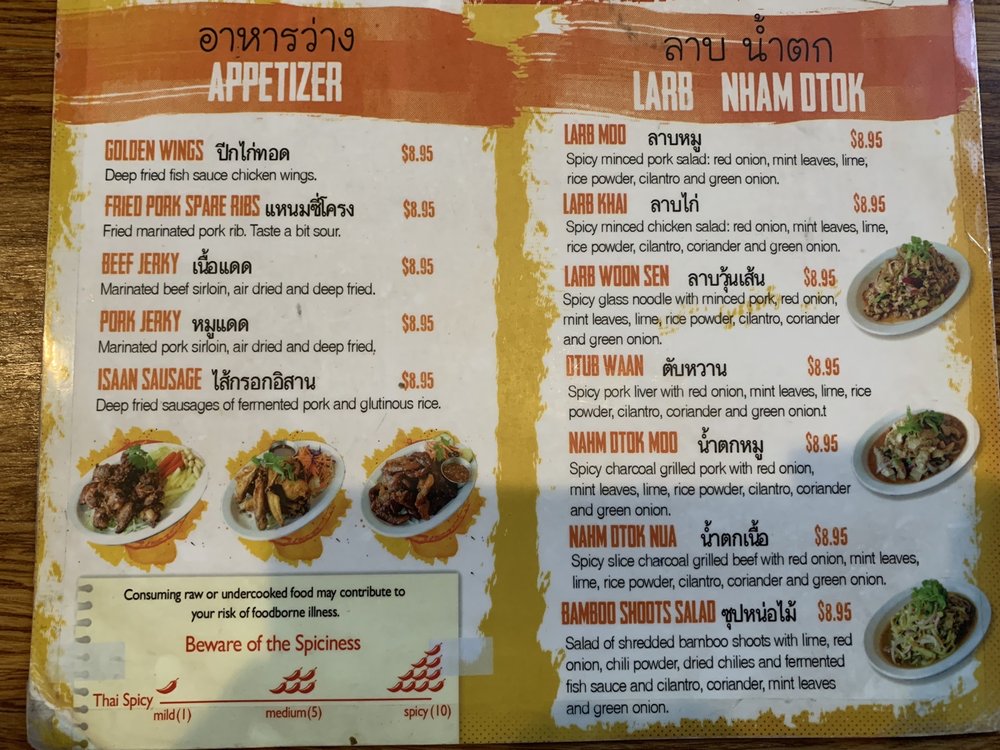 อาหารว่าง
APPETIZER
GOLDEN WINGS ปีกไก่ทอด $8.95
Deep fried fish sauce chicken wings.
FRIED PORK SPARE RIBS แหนมซี่โครง $8.95
Fried marinated pork rib. Taste a bit sour.
BEEF JERKY เนื้อแดด $8.95
Marinated beef sirloin, air dried and deep fried.
PORK JERKY หมูแดด $8.95
Marinated pork sirloin, air dried and deep fried.
ISAAN SAUSAGE ไส้กรอกอิสาน $8.95
Deep fried sausages of fermented pork and glutinous rice.
Consuming raw or undercooked food may contribute to
your risk of foodborne illness.
Beware of the Spiciness
Thai Spicy
mild(1) medium(5) spicy(10)
ลาบ น้ำตก
LARB NHAM DTOK
LARB MOO ลาบหมู $8.95
Spicy minced pork salad: red onion, mint leaves, lime,
rice powder, cilantro and green onion.
LARB KHAI ลาบไก่ $8.95
Spicy minced chicken salad: red onion, mint leaves, lime,
rice powder, cilantro, coriander and green onion.
LARB WOON SEN ลาบวุ้นเส้น $8.95
Spicy glass noodle with minced pork, red onion,
mint leaves, lime, rice powder, cilantro, coriander
and green onion.
DTUB WAAN ตับหวาน $8.95
Spicy pork liver with red onion, mint leaves, lime, rice
powder, cilantro, coriander and green onion.t
NAHM DTOK MOO น้ำตกหมู $8.95
Spicy charcoal grilled pork with red onion,
mint leaves, lime, rice powder, cilantro, coriander
and green onion.
NAHM DTOK NUA น้ำตกเนื้อ $8.95
Spicy slice charcoal grilled beef with red onion, mint leaves,
lime, rice powder, cilantro, coriander and green onion.
BAMBOO SHOOTS SALAD ซุปหน่อไม้ $8.95
Salad of shredded bamboo shoots with lime, red
onion, chili powder, dried chilies and fermented
fish sauce and cilantro, coriander, mint leaves
and green onion.